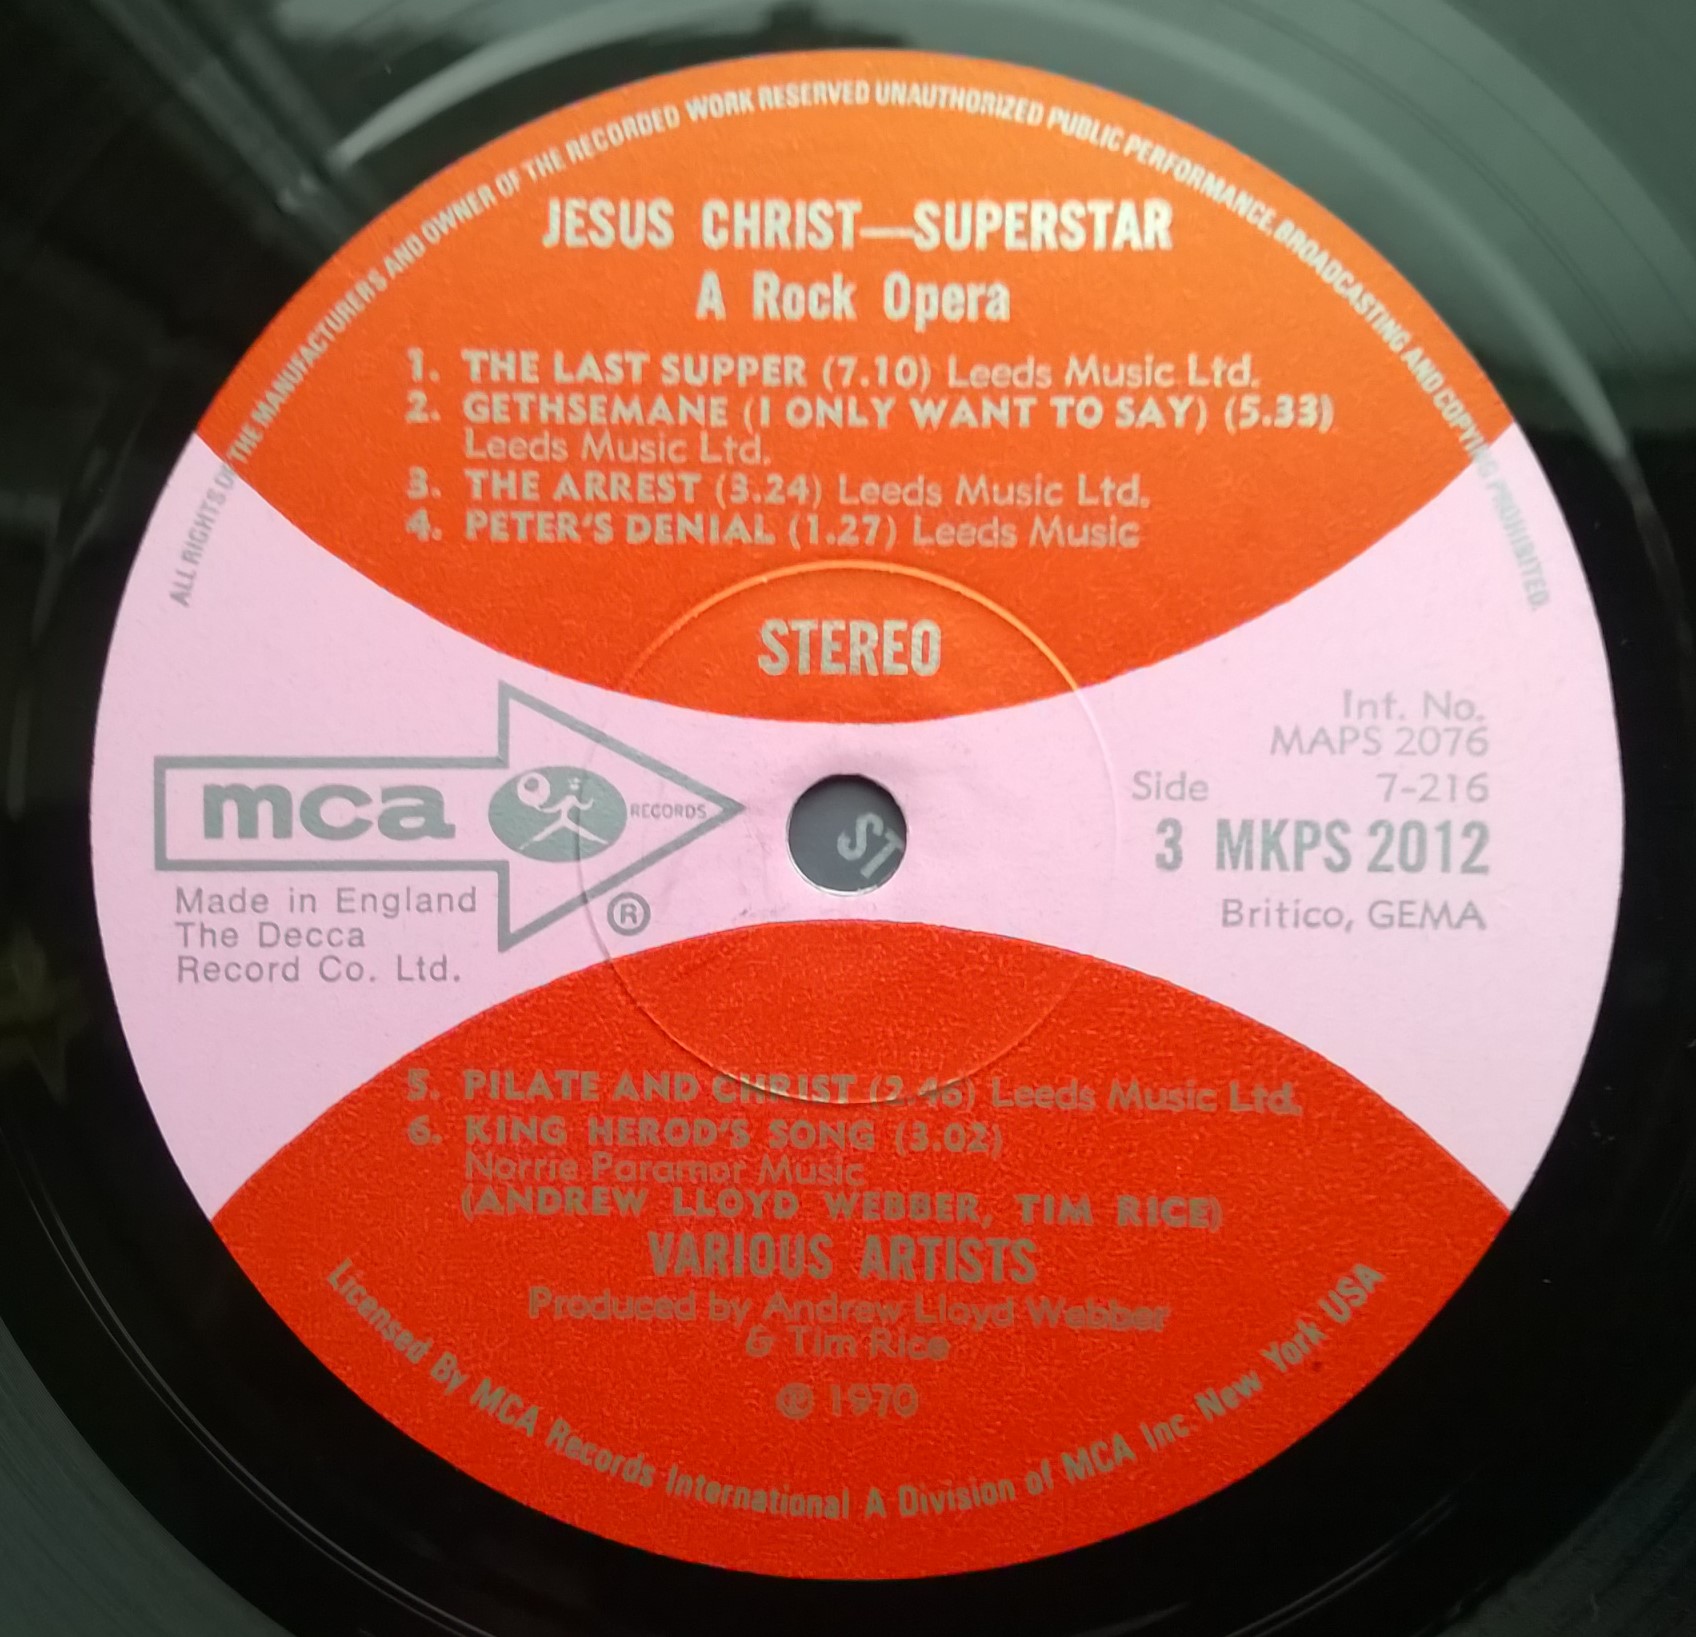 ALL RIGHTS OF THE MANUFACTURERS AND OWNER OF THE RECORDED WORK RESERVED UNAUTHORIZED PUBLIC PERFORMANCE, BROADCASTING AND COPYING PROHIBITED.
JESUS CHRIST—SUPERSTAR
A Rock Opera
1. THE LAST SUPPER (7.10) Leeds Music Ltd.
2. GETHSEMANE (I ONLY WANT TO SAY) (5.33)
Leeds Music Ltd.
3. THE ARREST (3.24) Leeds Music Ltd.
4. PETER'S DENIAL (1.27) Leeds Music
STEREO
mca RECORDS
®
Made in England
The Decca
Record Co. Ltd.
ST
Int. No.
MAPS 2076
Side 7-216
3 MKPS 2012
Britico, GEMA
5. PILATE AND CHRIST (2.46) Leeds Music Ltd.
6. KING HEROD'S SONG (3.02)
Norrie Paramor Music
(ANDREW LLOYD WEBBER, TIM RICE)
VARIOUS ARTISTS
Produced by Andrew Lloyd Webber
& Tim Rice
℗ 1970
Licensed By MCA Records International A Division of MCA Inc. New York USA